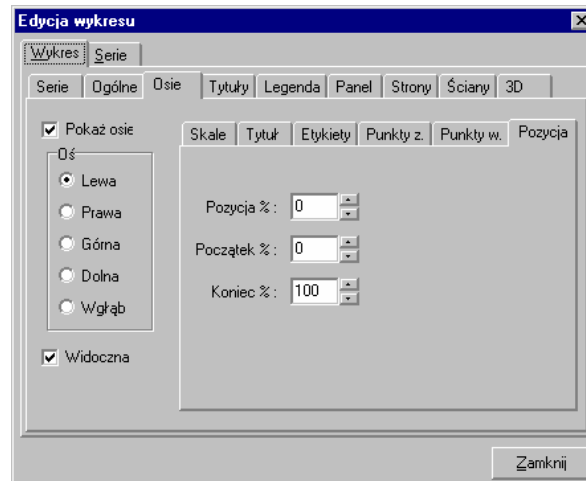 Edycja wykresu
Wykres Serie
Serie Ogólne Osie Tytuły Legenda Panel Strony Ściany 3D
Pokaż osie
Skale Tytuł Etykiety Punkty z. Punkty w. Pozycja
Oś
Lewa
Prawa
Górna
Dolna
Wgłąb
Pozycja %: 0
Początek %: 0
Koniec %: 100
Widoczna
Zamknij